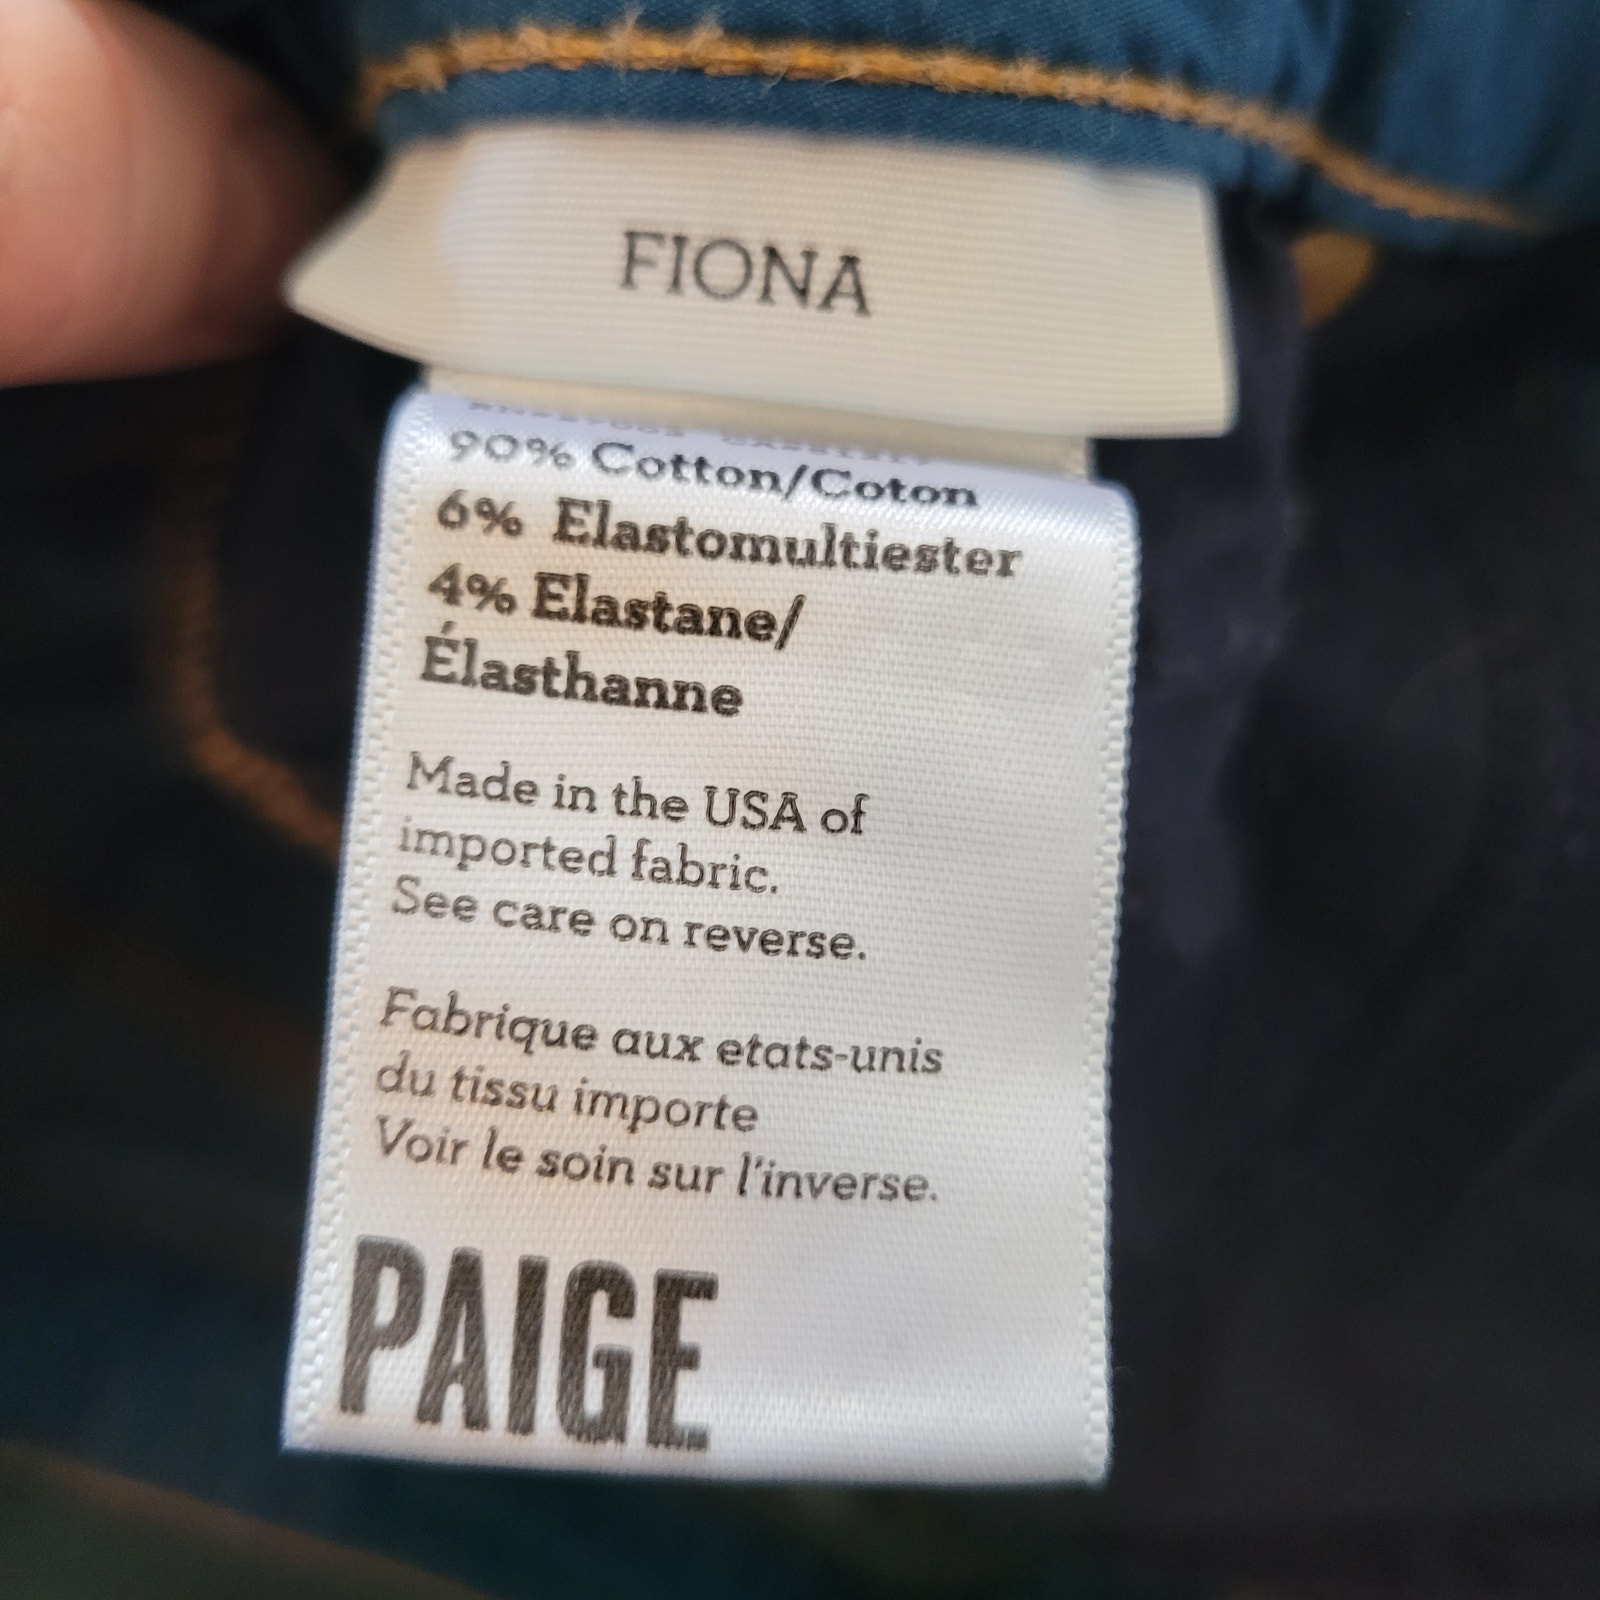 FIONA
90% Cotton/Coton
6% Elastomultiester
4% Elastane/
Élasthanne
Made in the USA of
imported fabric.
See care on reverse.
Fabrique aux etats-unis
du tissu importe
Voir le soin sur l'inverse.
PAIGE